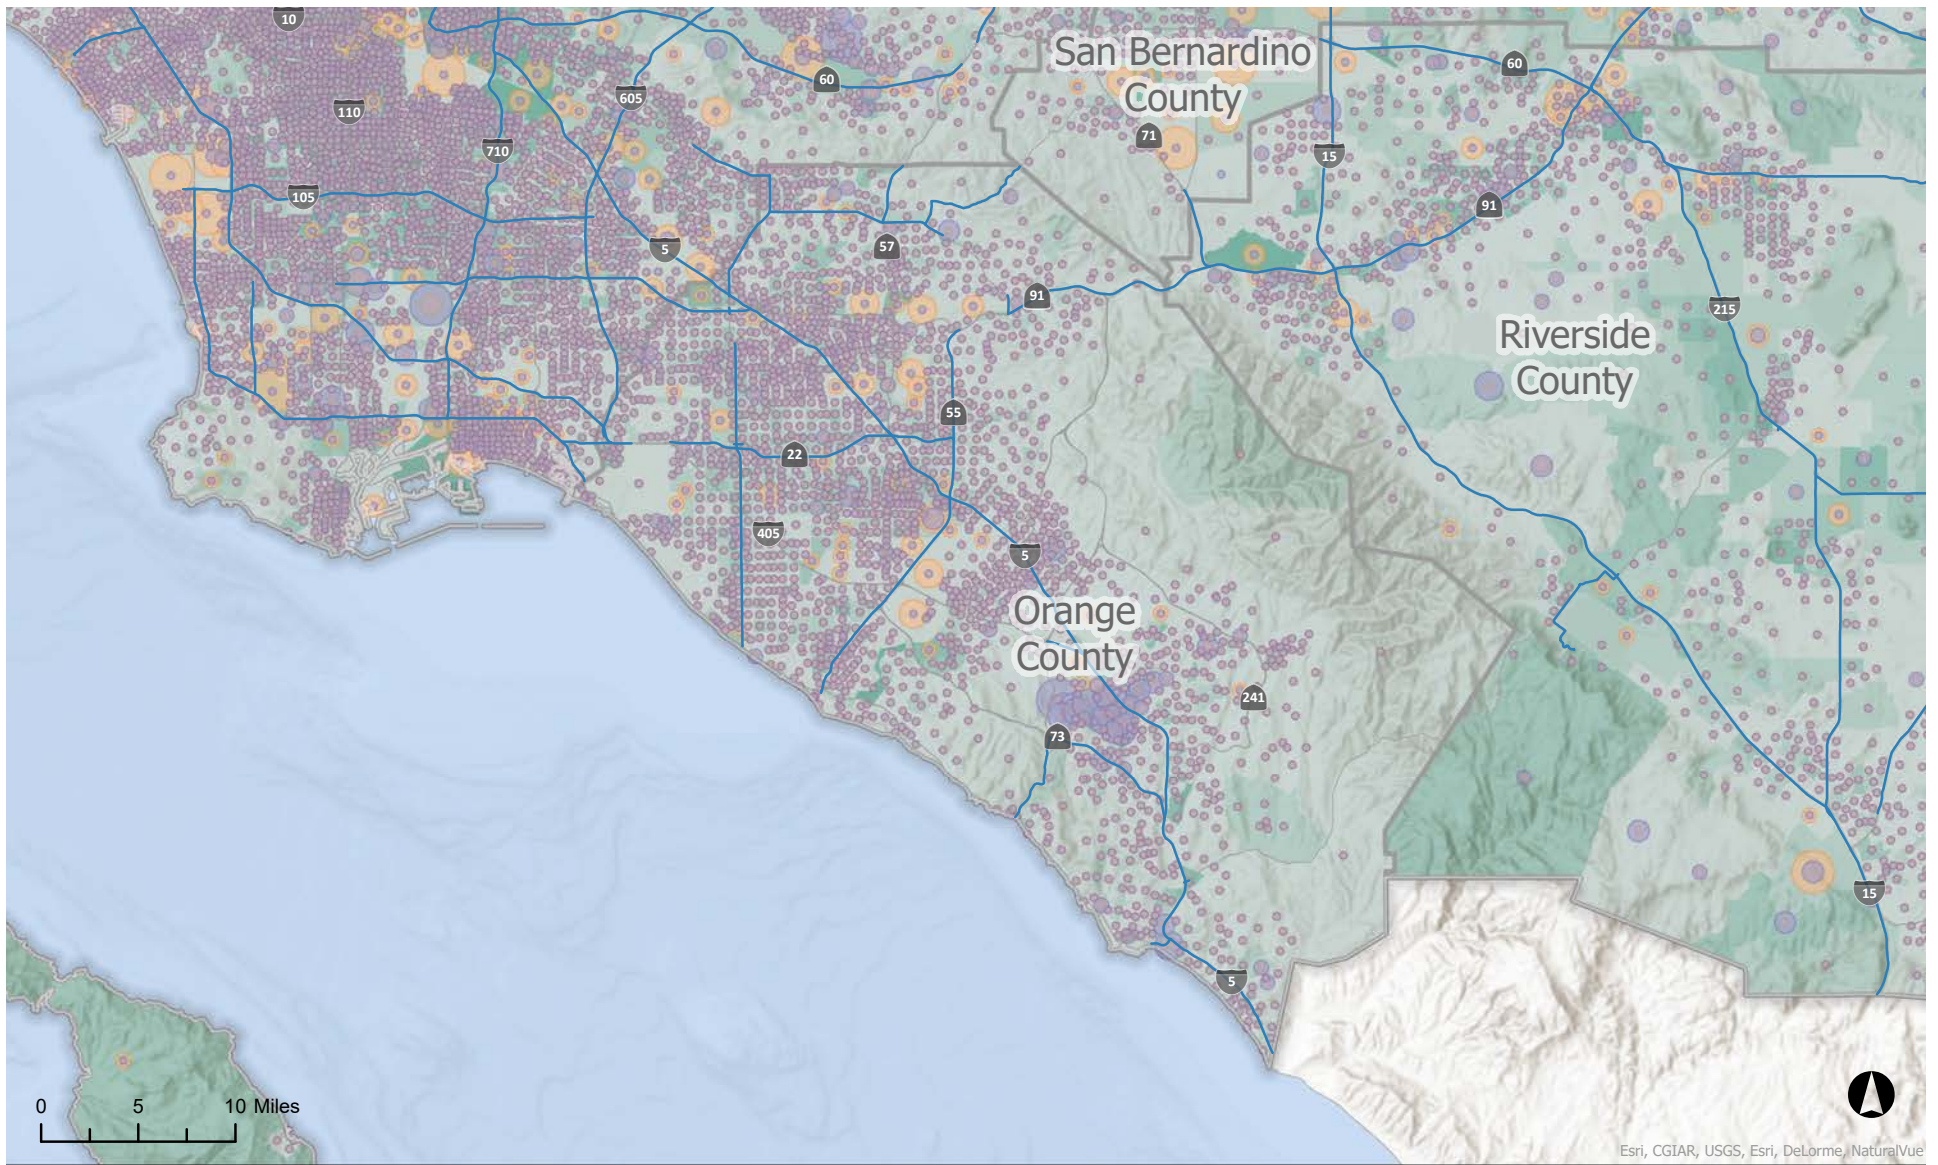 10
San Bernardino
County
60
60
605
110
71
710
15
105
91
5
57
91
215
Riverside
County
55
22
405
5
Orange
County
241
73
15
5
0 5 10 Miles
Esri, CGIAR, USGS, Esri, DeLorme, NaturalVue